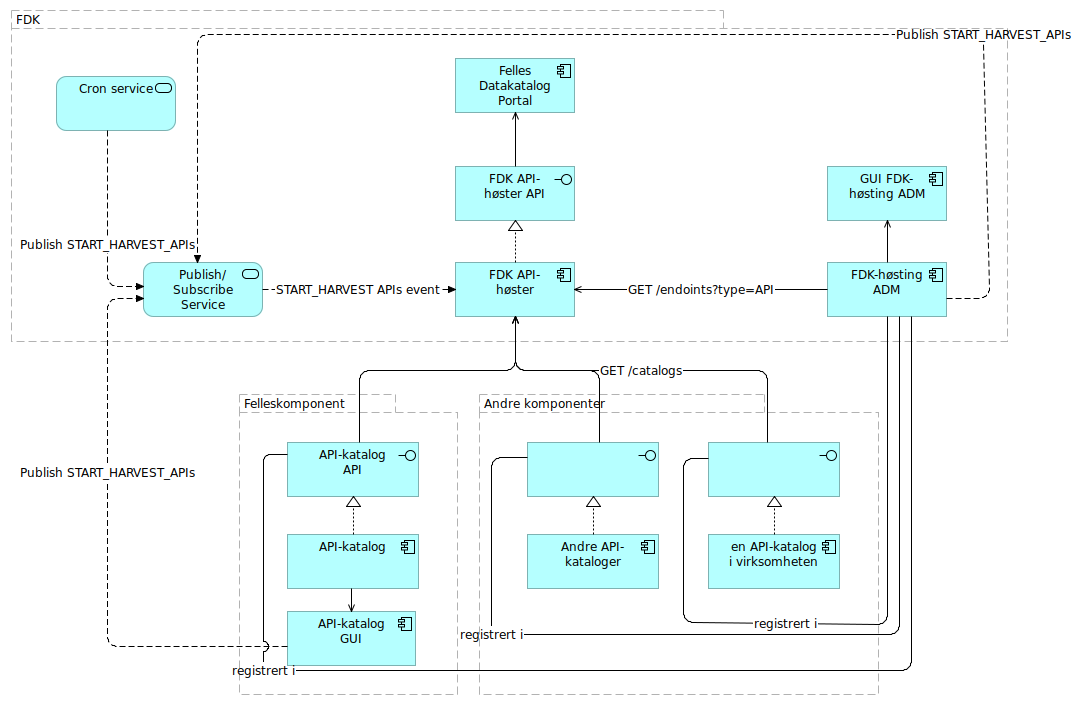 FDK
Publish START_HARVEST_APIs
Cron service
Felles
Datakatalog
Portal
FDK API-
høster API
GUI FDK-
høsting ADM
Publish START_HARVEST_APIs
Publish/
Subscribe
Service
START_HARVEST APIs event
FDK API-
høster
GET /endoints?type=API
FDK-høsting
ADM
GET /catalogs
Felleskomponent
Andre komponenter
API-katalog
API
Publish START_HARVEST_APIs
API-katalog
Andre API-
kataloger
en API-katalog
i virksomheten
API-katalog
GUI
registrert i
registrert i
registrert i